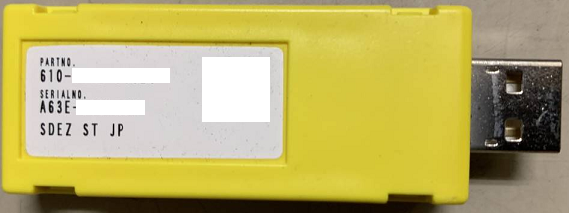 PARTNO.
610-
SERIALNO.
A63E-
SDEZ ST JP